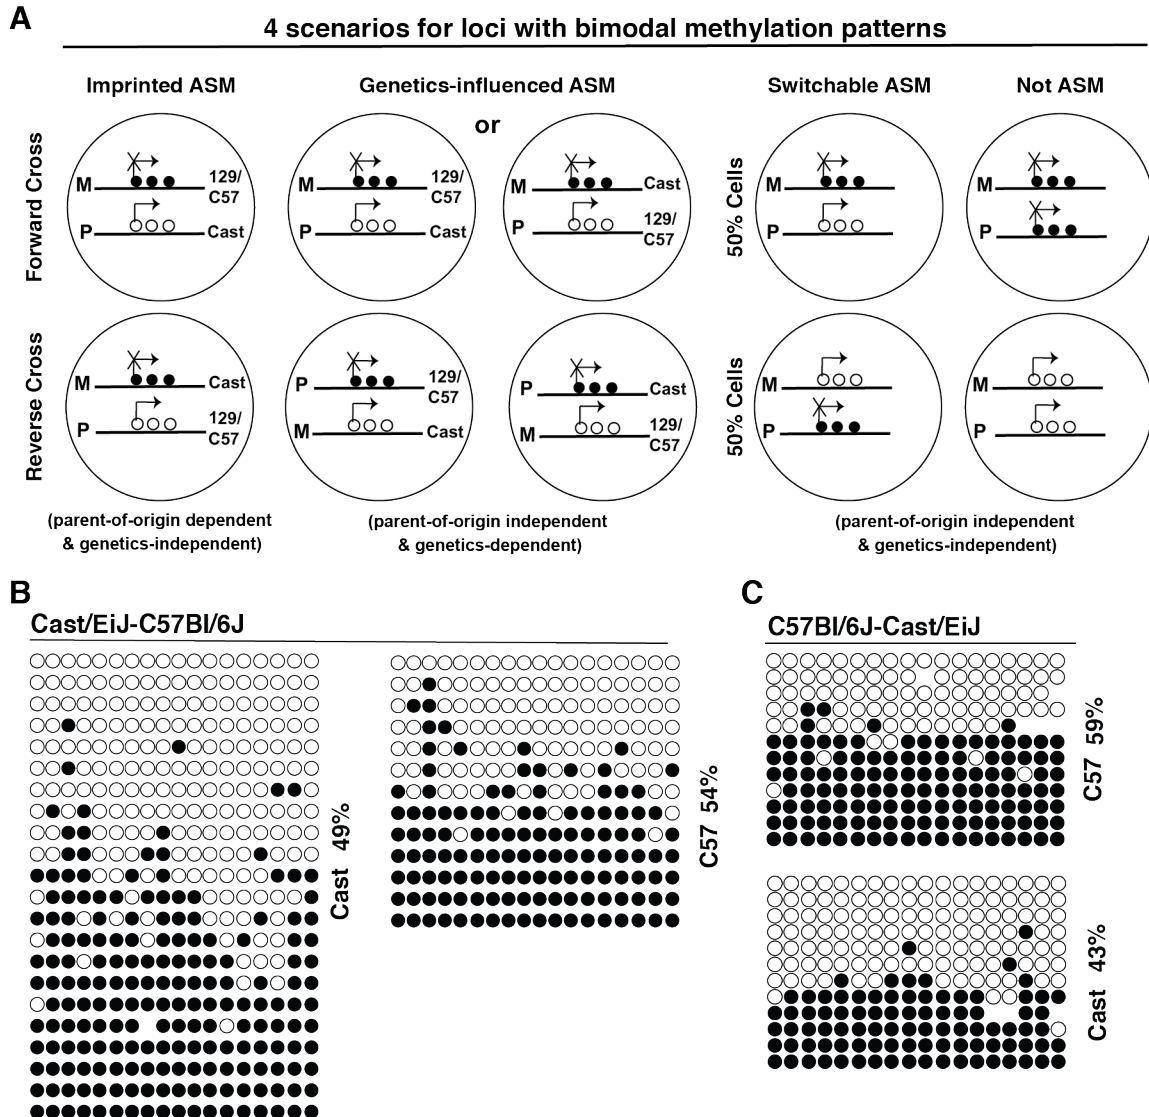 A
4 scenarios for loci with bimodal methylation patterns
Imprinted ASM
Genetics-influenced ASM
Switchable ASM
Not ASM
or
Forward Cross
M
129/
C57
P
Cast
M
129/
C57
P
Cast
M
Cast
P
129/
C57
50% Cells
M
P
M
P
Reverse Cross
M
Cast
P
129/
C57
P
129/
C57
M
Cast
P
Cast
M
129/
C57
50% Cells
M
P
M
P
(parent-of-origin dependent
& genetics-independent)
(parent-of-origin independent
& genetics-dependent)
(parent-of-origin independent
& genetics-independent)
B
Cast/EiJ-C57Bl/6J
Cast 49%
C57 54%
C
C57Bl/6J-Cast/EiJ
C57 59%
Cast 43%